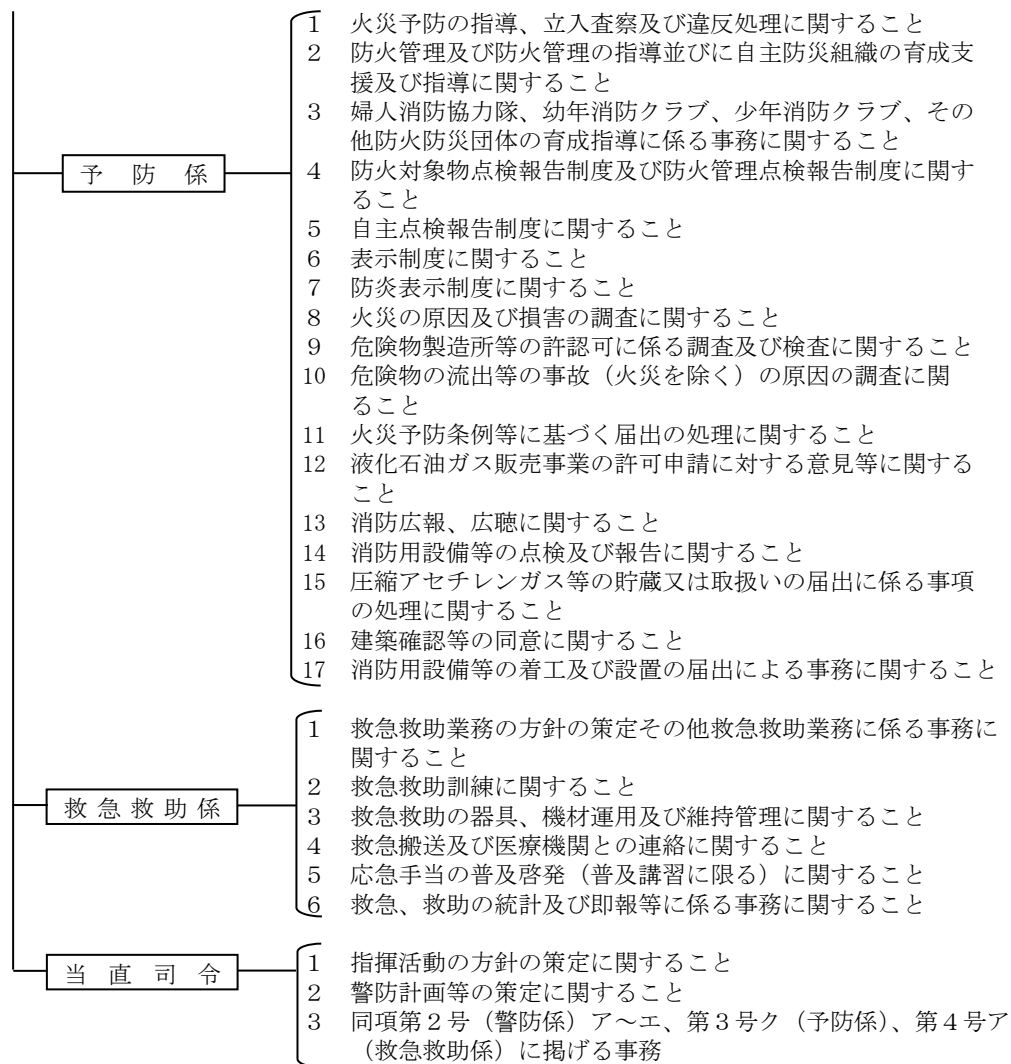 予防係
1 火災予防の指導、立入査察及び違反処理に関すること
2 防火管理及び防火管理の指導並びに自主防災組織の育成支
援及び指導に関すること
3 婦人消防協力隊、幼年消防クラブ、少年消防クラブ、その
他防火防災団体の育成指導に係る事務に関すること
4 防火対象物点検報告制度及び防火管理点検報告制度に関す
ること
5 自主点検報告制度に関すること
6 表示制度に関すること
7 防炎表示制度に関すること
8 火災の原因及び損害の調査に関すること
9 危険物製造所等の許認可に係る調査及び検査に関すること
10 危険物の流出等の事故(火災を除く)の原因の調査に関
ること
11 火災予防条例等に基づく届出の処理に関すること
12 液化石油ガス販売事業の許可申請に対する意見等に関する
こと
13 消防広報、広聴に関すること
14 消防用設備等の点検及び報告に関すること
15 圧縮アセチレンガス等の貯蔵又は取扱いの届出に係る事項
の処理に関すること
16 建築確認等の同意に関すること
17 消防用設備等の着工及び設置の届出による事務に関すること
救急救助係
1 救急救助業務の方針の策定その他救急救助業務に係る事務に
関すること
2 救急救助訓練に関すること
3 救急救助の器具、機材運用及び維持管理に関すること
4 救急搬送及び医療機関との連絡に関すること
5 応急手当の普及啓発(普及講習に限る)に関すること
6 救急、救助の統計及び即報等に係る事務に関すること
当直司令
1 指揮活動の方針の策定に関すること
2 警防計画等の策定に関すること
3 同項第2号(警防係)ア~エ、第3号ク(予防係)、第4号ア
(救急救助係)に掲げる事務